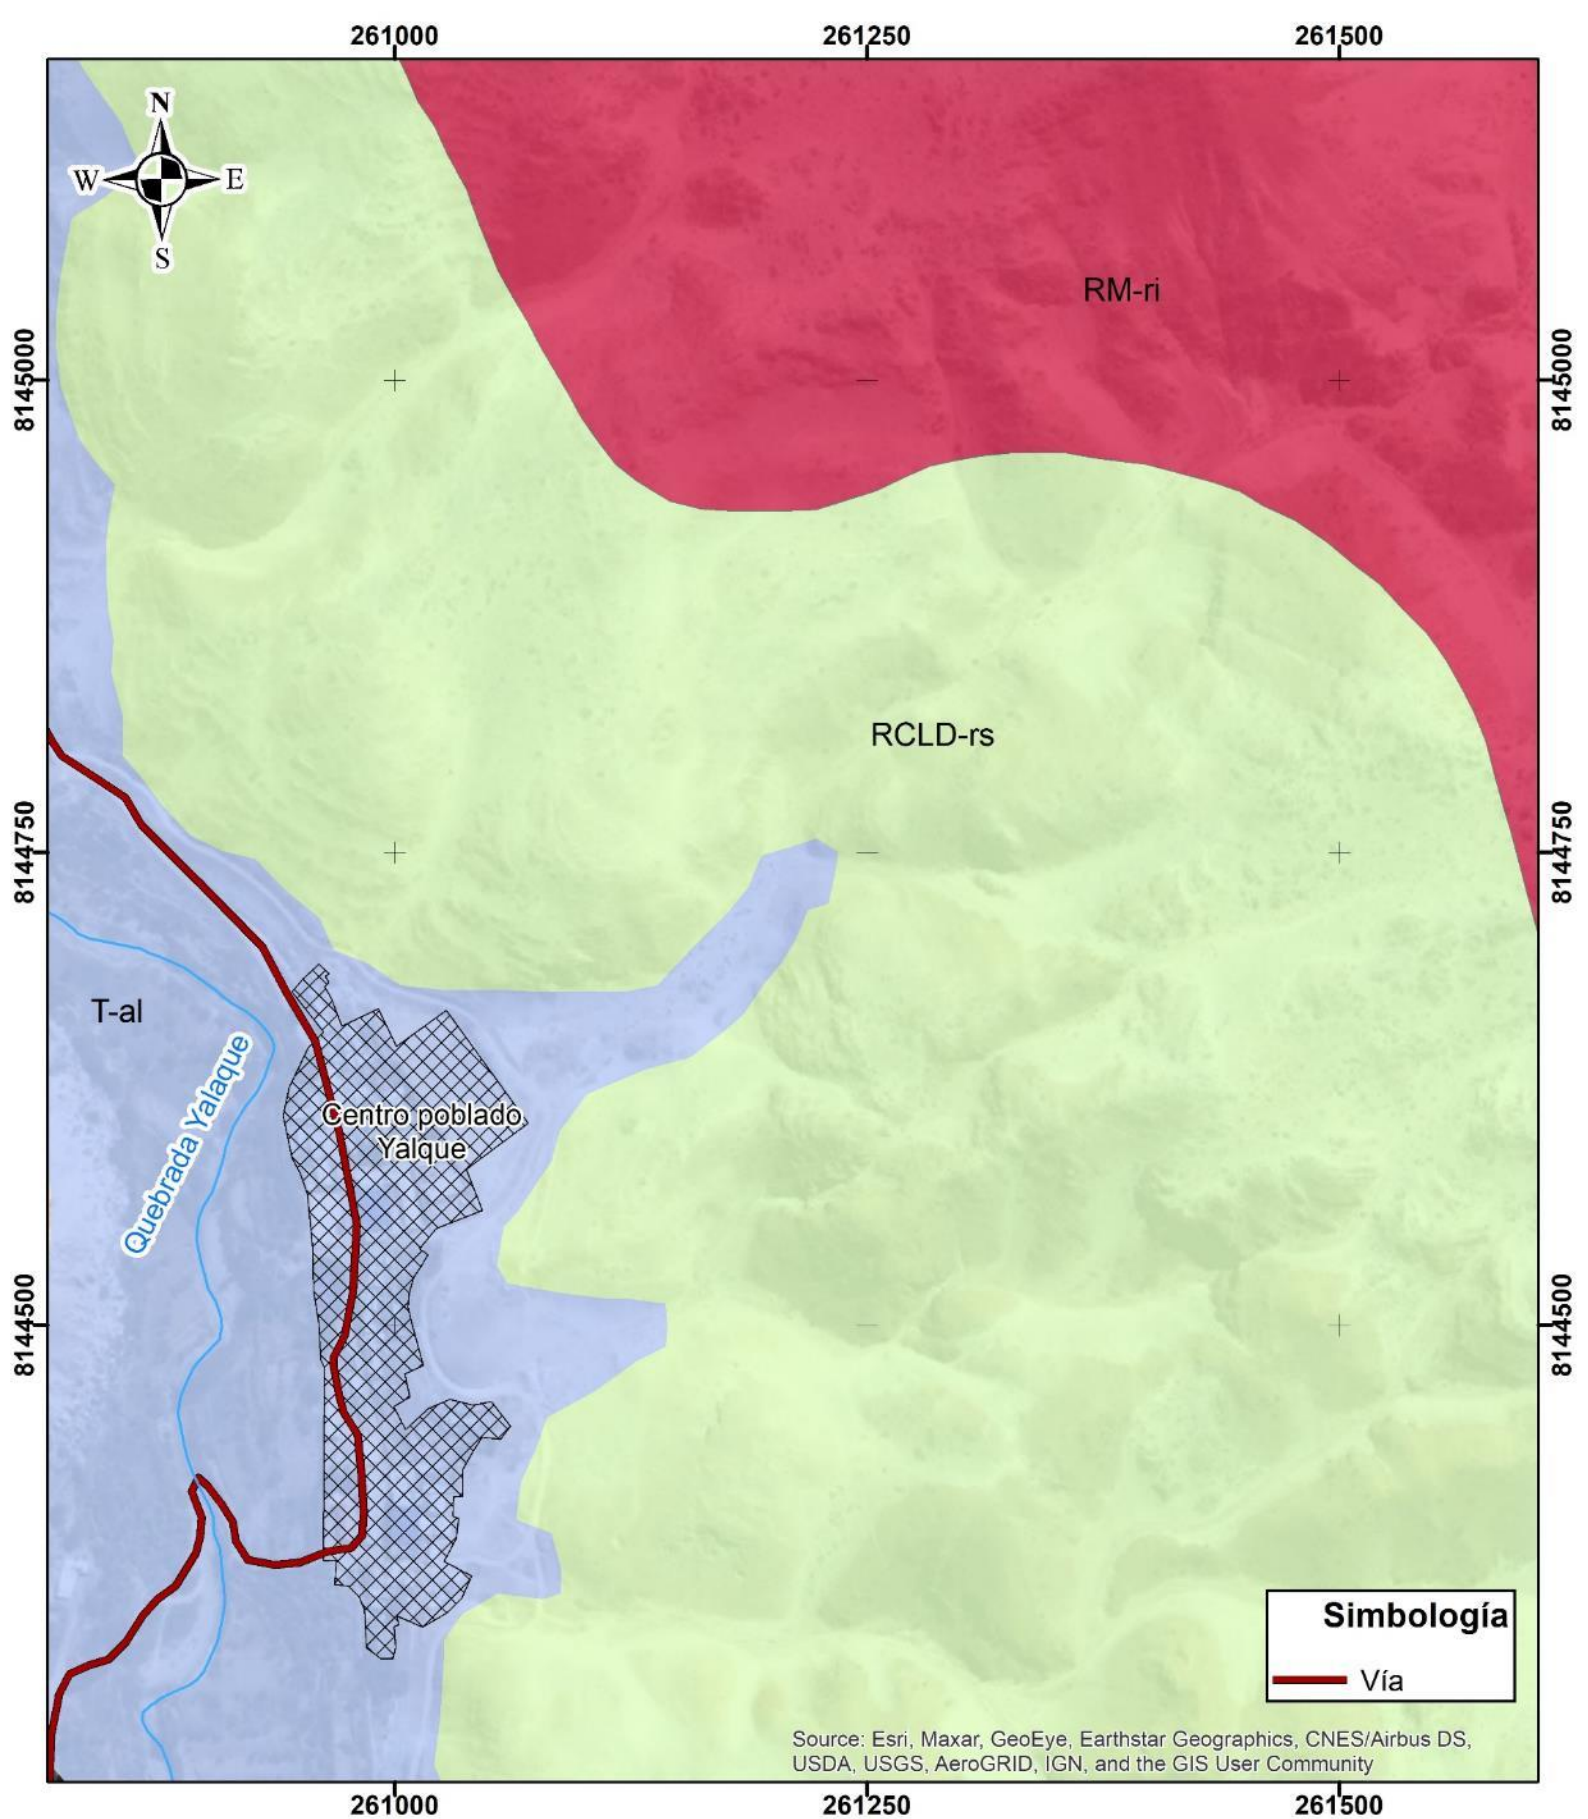 261000
261250
261500
N
W
E
S
RM-ri
8145000
8145000
RCLD-rs
8144750
8144750
T-al
Quebrada Yalaque
Centro poblado
Yalque
8144500
8144500
Simbología
Vía
Source: Esri, Maxar, GeoEye, Earthstar Geographics, CNES/Airbus DS,
USDA, USGS, AeroGRID, IGN, and the GIS User Community
261000
261250
261500